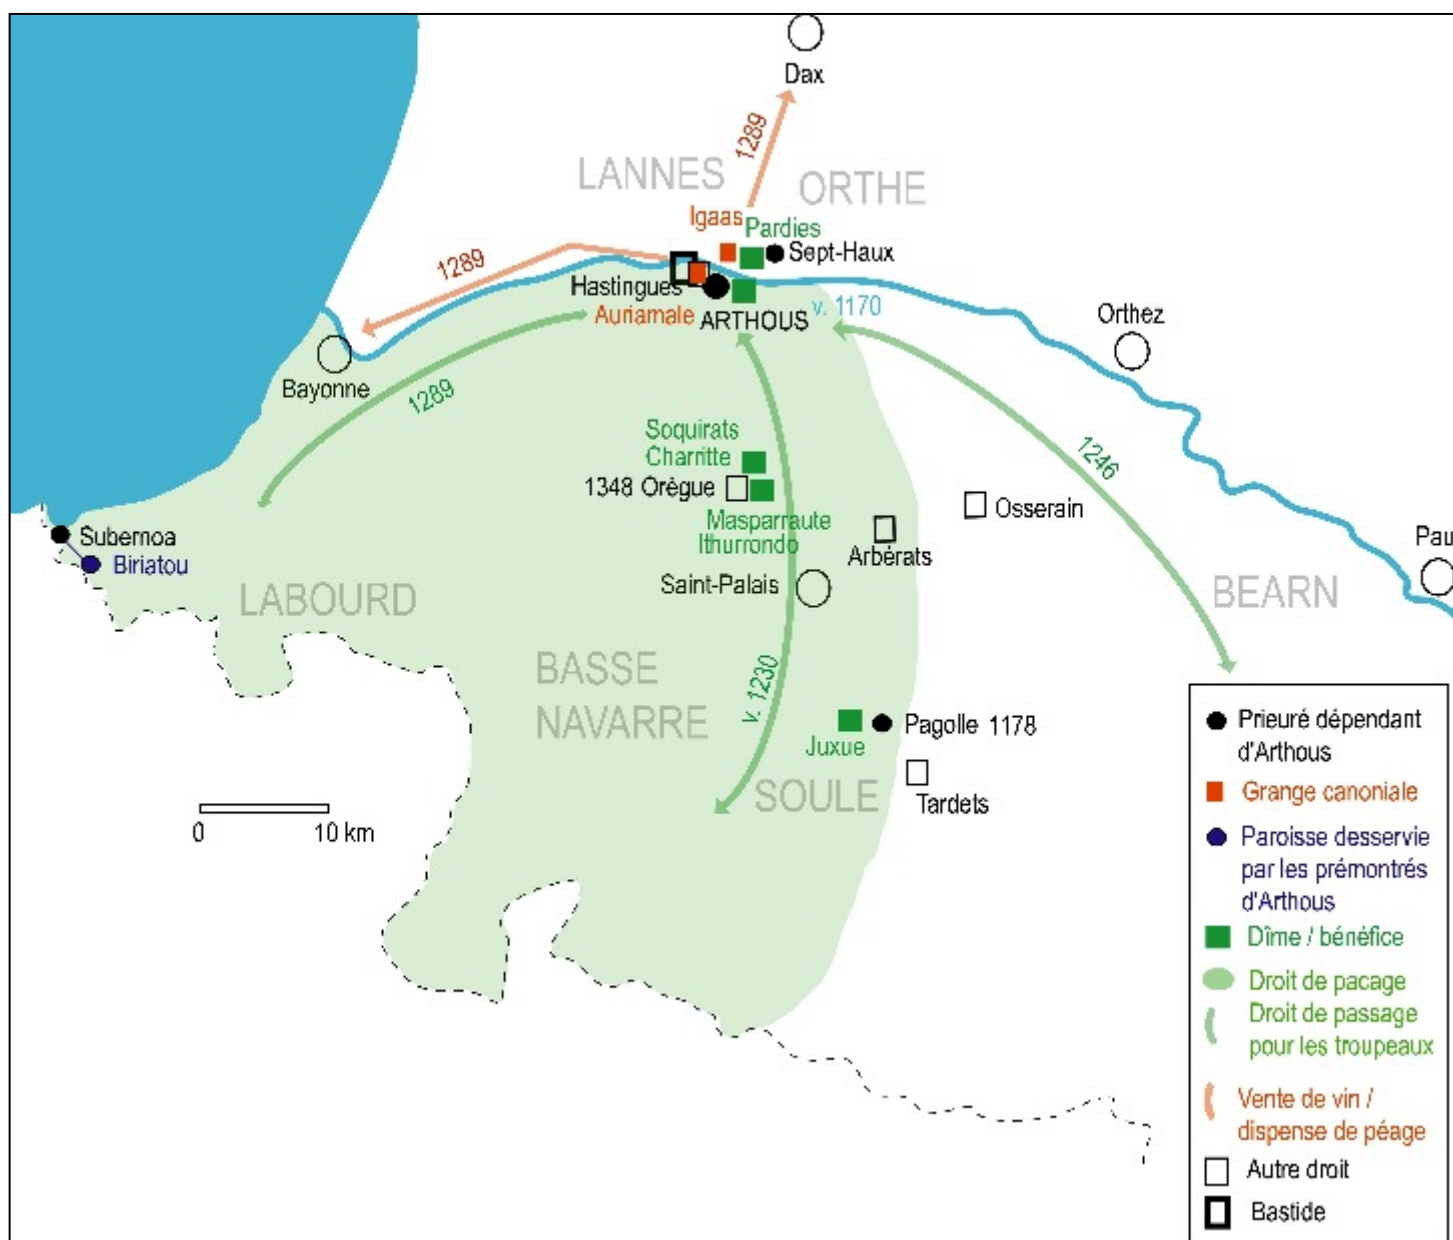 Dax
1289
LANNES
ORTHE
Igaas
Pardies
Sept-Haux
1289
Hastingues
Auriamale
ARTHOUS
v. 1170
Orthez
Bayonne
1289
1246
Soquirats
Charritte
1348 Orègue
Osserain
Masparraute
Ithurrondo
Arbérats
Subernoa
Biriatou
Pau
Saint-Palais
LABOURD
BEARN
BASSE
NAVARRE
v. 1230
Pagolle 1178
Juxue
SOULE
Tardets
0 10 km
Prieuré dépendant
d'Arthous
Grange canoniale
Paroisse desservie
par les prémontrés
d'Arthous
Dîme / bénéfice
Droit de pacage
Droit de passage
pour les troupeaux
Vente de vin /
dispense de péage
Autre droit
Bastide